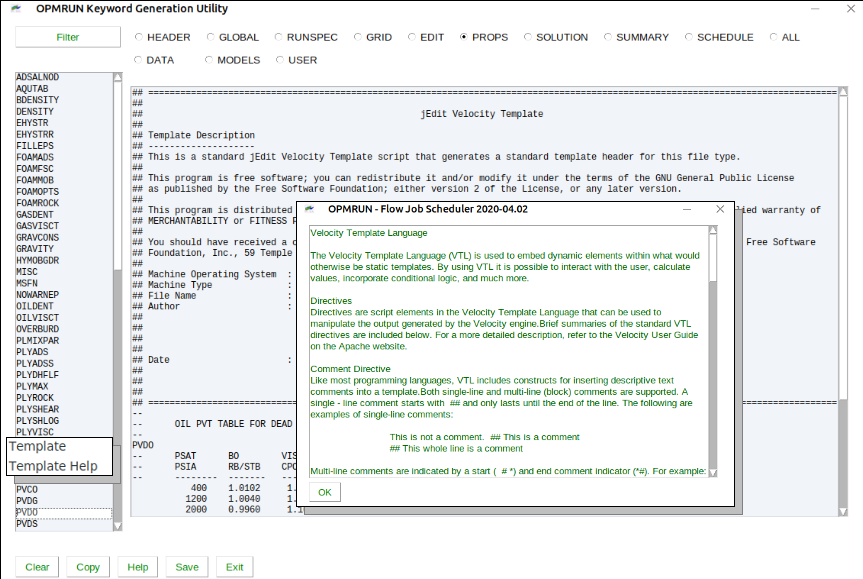 OPMRUN Keyword Generation Utility
Filter
HEADER GLOBAL RUNSPEC GRID EDIT PROPS SOLUTION SUMMARY SCHEDULE ALL
DATA MODELS USER
ADSALNOD
AQUTAB
BDENSITY
DENSITY
EHYSTR
EHYSTRR
FILLEPS
FOAMADS
FOAMFSC
FOAMMOB
FOAMOPTS
FOAMROCK
GASDENT
GASVISCT
GRAVCONS
GRAVITY
HYMOBGDR
MISC
MSFN
NOWARNEP
OILDENT
OILVISCT
OVERBURD
PLMIXPAR
PLYADS
PLYADSS
PLYDHFLF
PLYMAX
PLYROCK
PLYSHEAR
PLYSHLOG
PLYVISC
Template
Template Help
PVCO
PVDG
PVDO
PVDS
## ================================================================
##
## jEdit Velocity Template
##
## Template Description
## --------------------
## This is a standard jEdit Velocity Template script that generates a standard template header for this file type.
##
## This program is free software; you can redistribute it and/or modify it under the terms of the GNU General Public License
## as published by the Free Software Foundation; either version 2 of the License, or any later version.
##
## This program is distributed lied warranty of
## MERCHANTABILITY or FITNESS
##
## You should have received a Free Software
## Foundation, Inc., 59 Temple
##
## Machine Operating System :
## Machine Type :
## File Name :
## Author :
##
##
##
##
## Date :
##
##
##
## ================================================================
--
-- OIL PVT TABLE FOR DEAD
--
PVDO
-- PSAT BO VIS
-- PSIA RB/STB CPO
-- -------- ------- ---
400 1.0102 1.
1200 1.0040 1.
2000 0.9960 1.1
OPMRUN - Flow Job Scheduler 2020-04.02
Velocity Template Language
The Velocity Template Language (VTL) is used to embed dynamic elements within what would
otherwise be static templates. By using VTL it is possible to interact with the user, calculate
values, incorporate conditional logic, and much more.
Directives
Directives are script elements in the Velocity Template Language that can be used to
manipulate the output generated by the Velocity engine.Brief summaries of the standard VTL
directives are included below. For a more detailed description, refer to the Velocity User Guide
on the Apache website.
Comment Directive
Like most programming languages, VTL includes constructs for inserting descriptive text
comments into a template.Both single-line and multi-line (block) comments are supported. A
single - line comment starts with ## and only lasts until the end of the line. The following are
examples of single-line comments:
This is not a comment. ## This is a comment
## This whole line is a comment
Multi-line comments are indicated by a start ( # *) and end comment indicator (*#). For example:
OK
Clear Copy Help Save Exit